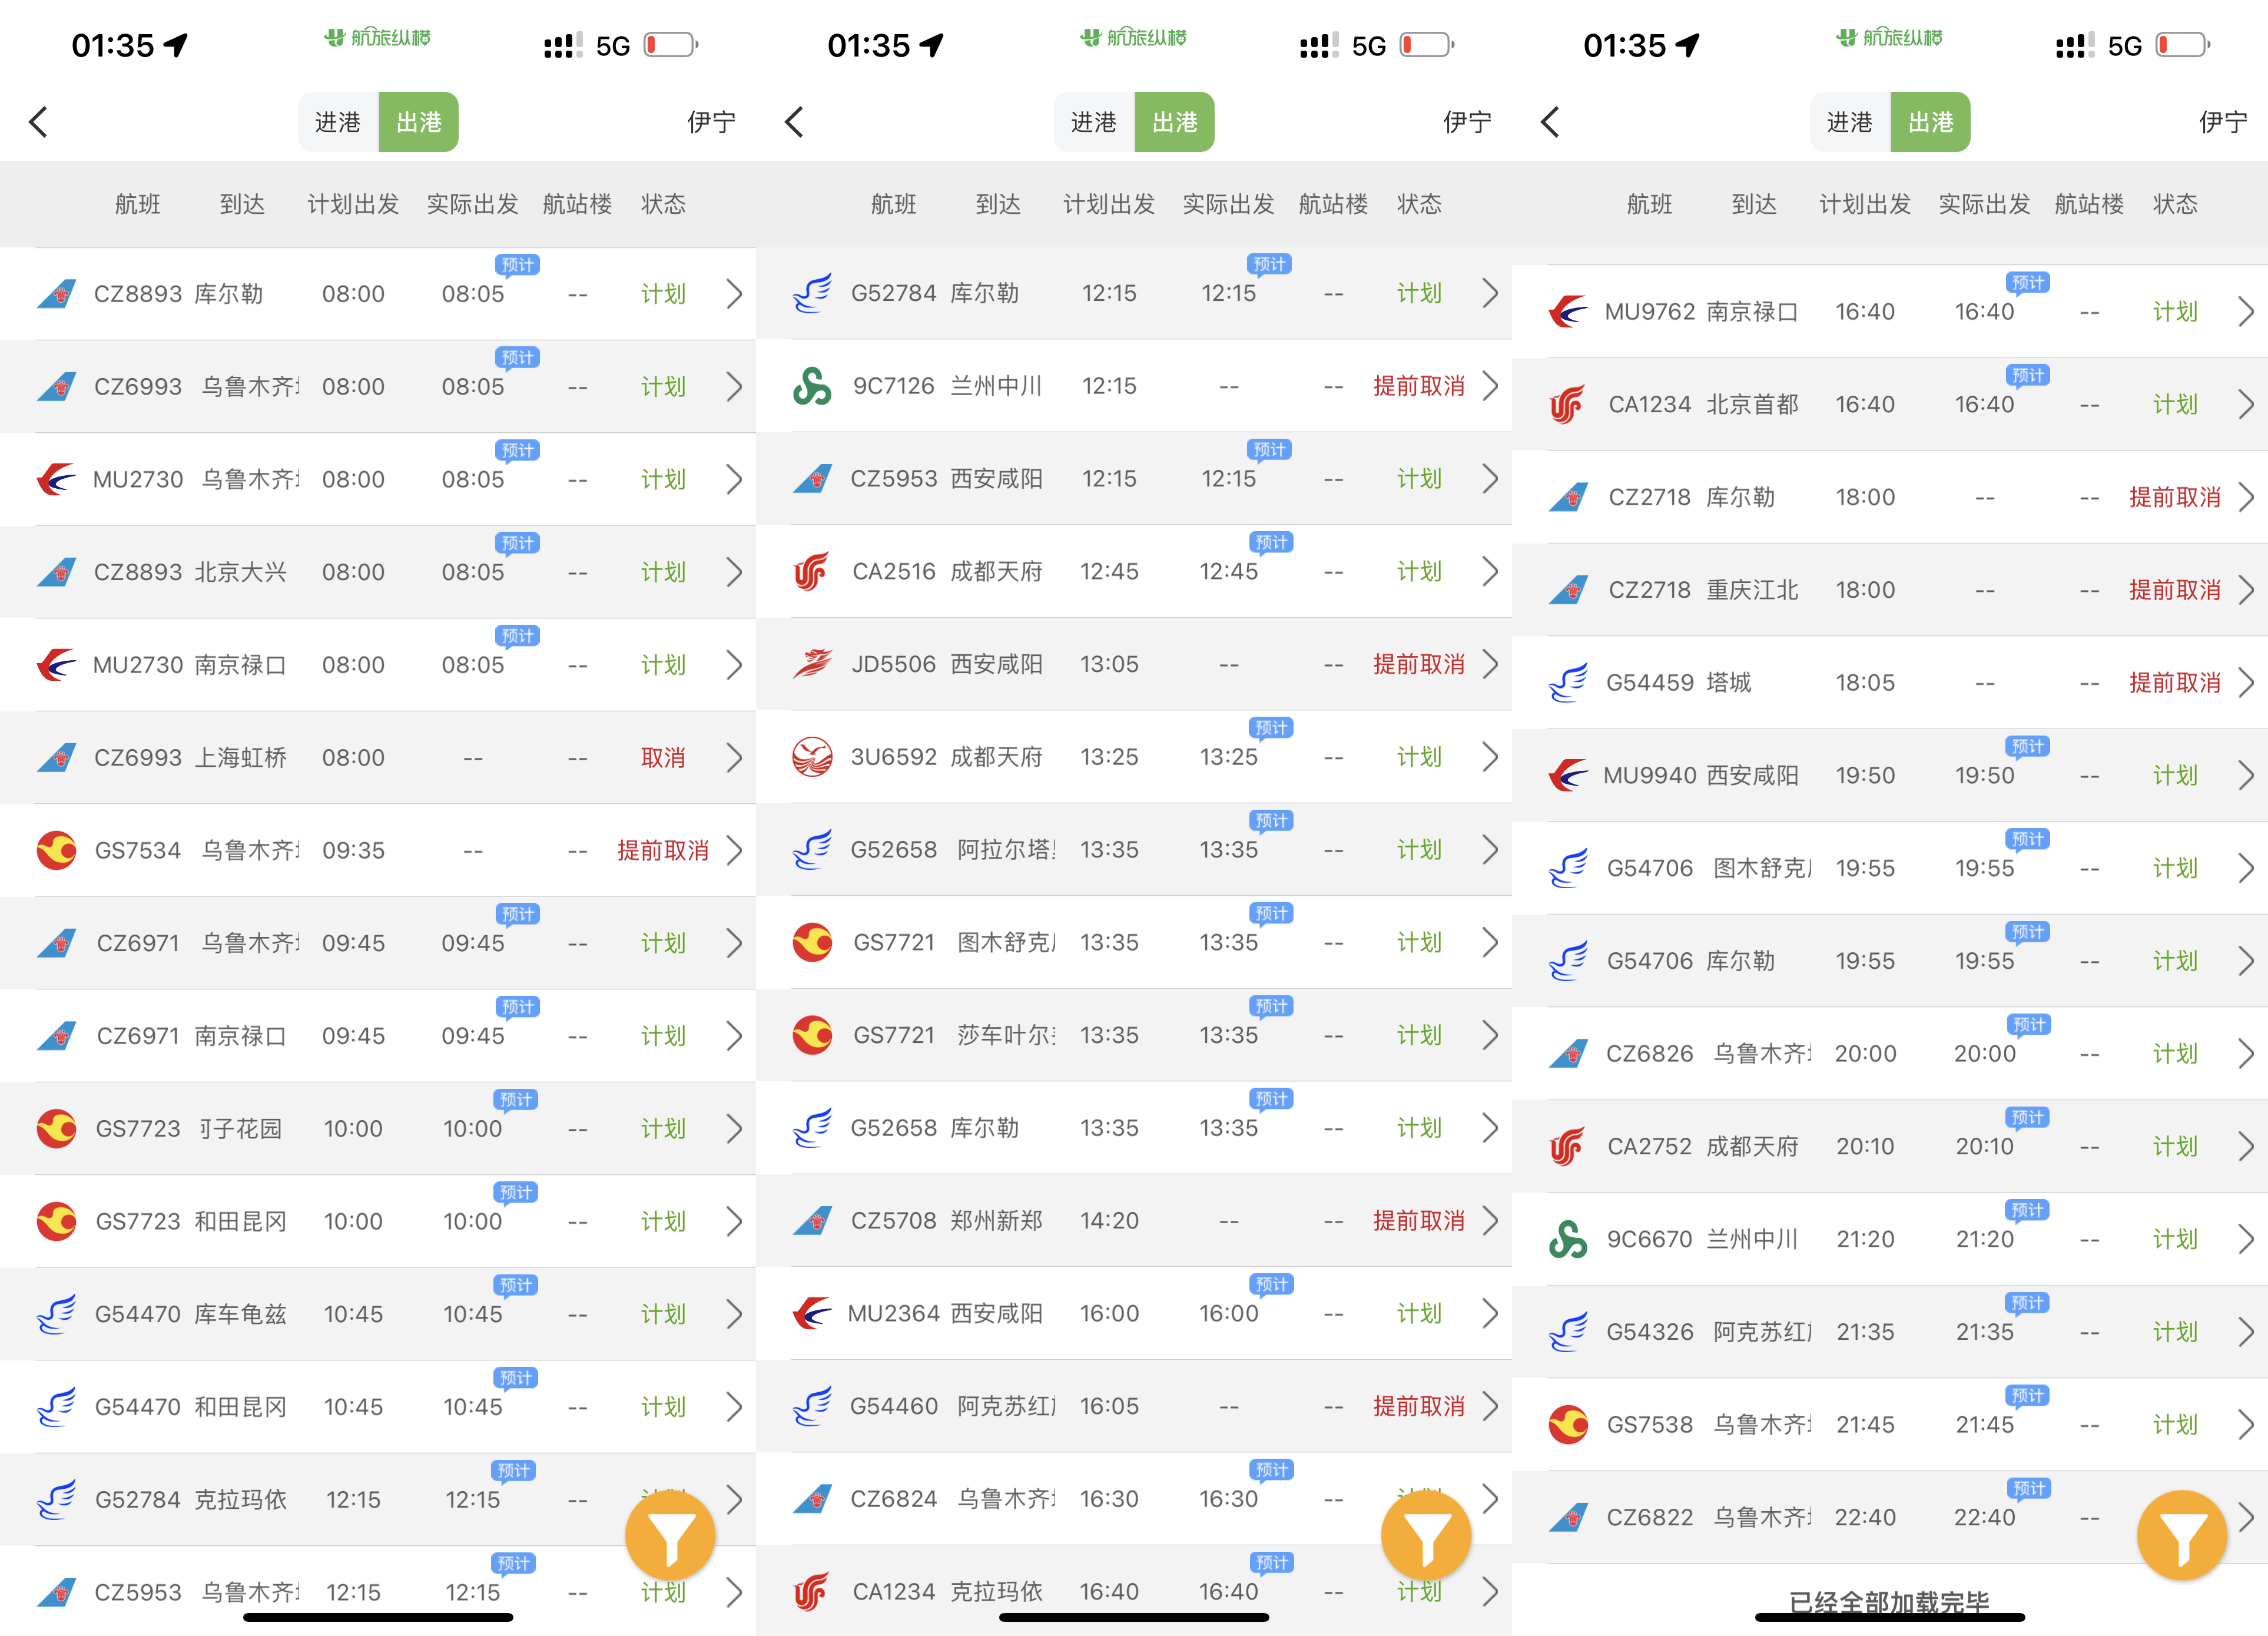 01:35 航旅纵横 5G
进港 出港 伊宁
航班 到达 计划出发 实际出发 航站楼 状态
预计
CZ8893 库尔勒 08:00 08:05 -- 计划
预计
CZ6993 乌鲁木齐 08:00 08:05 -- 计划
预计
MU2730 乌鲁木齐 08:00 08:05 -- 计划
预计
CZ8893 北京大兴 08:00 08:05 -- 计划
预计
MU2730 南京禄口 08:00 08:05 -- 计划
CZ6993 上海虹桥 08:00 -- -- 取消
GS7534 乌鲁木齐 09:35 -- -- 提前取消
预计
CZ6971 乌鲁木齐 09:45 09:45 -- 计划
预计
CZ6971 南京禄口 09:45 09:45 -- 计划
预计
GS7723 子花园 10:00 10:00 -- 计划
预计
GS7723 和田昆冈 10:00 10:00 -- 计划
预计
G54470 库车龟兹 10:45 10:45 -- 计划
预计
G54470 和田昆冈 10:45 10:45 -- 计划
预计
G52784 克拉玛依 12:15 12:15 --
预计
CZ5953 乌鲁木齐 12:15 12:15 -- 计划
01:35 航旅纵横 5G
进港 出港 伊宁
航班 到达 计划出发 实际出发 航站楼 状态
预计
G52784 库尔勒 12:15 12:15 -- 计划
9C7126 兰州中川 12:15 -- -- 提前取消
预计
CZ5953 西安咸阳 12:15 12:15 -- 计划
预计
CA2516 成都天府 12:45 12:45 -- 计划
JD5506 西安咸阳 13:05 -- -- 提前取消
预计
3U6592 成都天府 13:25 13:25 -- 计划
预计
G52658 阿拉尔塔 13:35 13:35 -- 计划
预计
GS7721 图木舒克 13:35 13:35 -- 计划
预计
GS7721 莎车叶尔 13:35 13:35 -- 计划
预计
G52658 库尔勒 13:35 13:35 -- 计划
CZ5708 郑州新郑 14:20 -- -- 提前取消
预计
MU2364 西安咸阳 16:00 16:00 -- 计划
G54460 阿克苏红 16:05 -- -- 提前取消
预计
CZ6824 乌鲁木齐 16:30 16:30 --
预计
CA1234 克拉玛依 16:40 16:40 -- 计划
01:35 航旅纵横 5G
进港 出港 伊宁
航班 到达 计划出发 实际出发 航站楼 状态
预计
MU9762 南京禄口 16:40 16:40 -- 计划
预计
CA1234 北京首都 16:40 16:40 -- 计划
CZ2718 库尔勒 18:00 -- -- 提前取消
CZ2718 重庆江北 18:00 -- -- 提前取消
G54459 塔城 18:05 -- -- 提前取消
预计
MU9940 西安咸阳 19:50 19:50 -- 计划
预计
G54706 图木舒克 19:55 19:55 -- 计划
预计
G54706 库尔勒 19:55 19:55 -- 计划
预计
CZ6826 乌鲁木齐 20:00 20:00 -- 计划
预计
CA2752 成都天府 20:10 20:10 -- 计划
预计
9C6670 兰州中川 21:20 21:20 -- 计划
预计
G54326 阿克苏红 21:35 21:35 -- 计划
预计
GS7538 乌鲁木齐 21:45 21:45 -- 计划
预计
CZ6822 乌鲁木齐 22:40 22:40 --
已经全部加载完毕